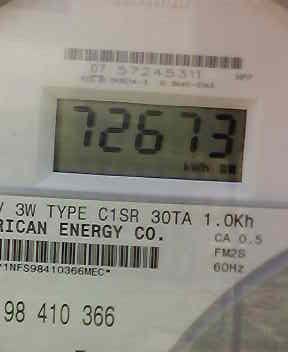 07 57245311
72673
kWh
V 3W TYPE C1SR 30TA 1.0Kh
RICAN ENERGY CO.
CA 0.5
FM2S
60Hz
*1NFS98410366MEC*
98 410 366